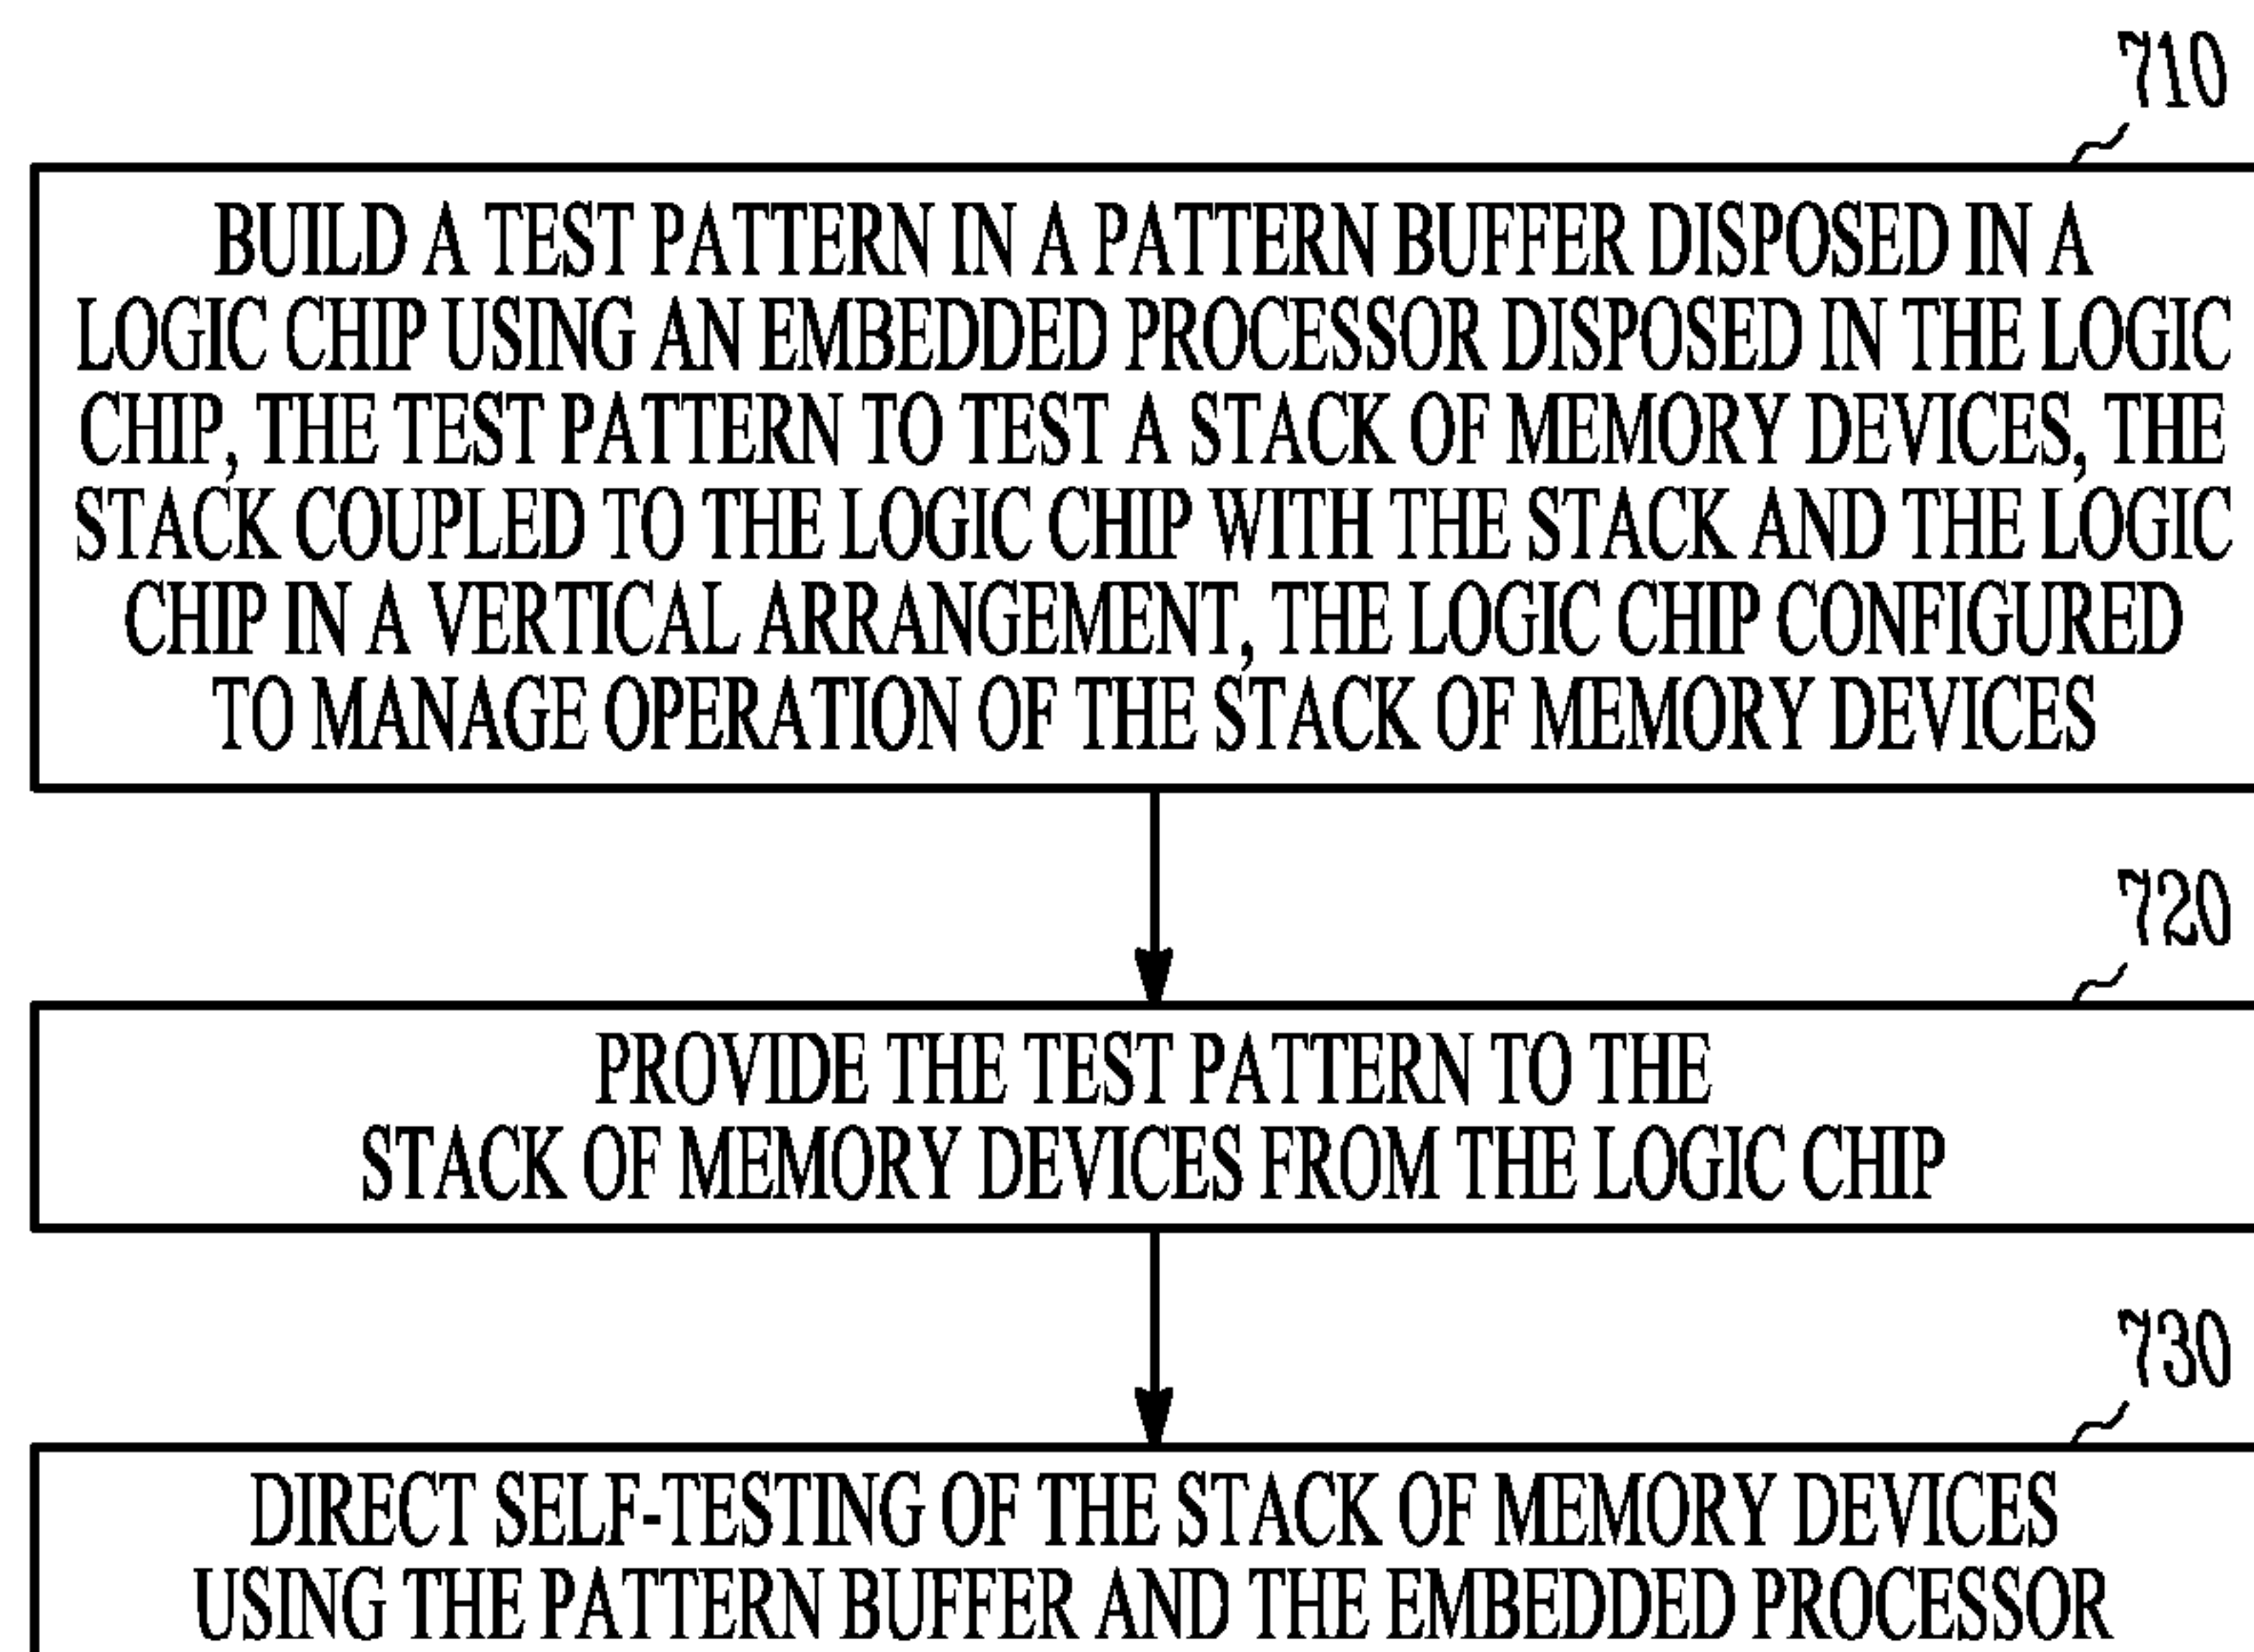 710
BUILD A TEST PATTERN IN A PATTERN BUFFER DISPOSED IN A
LOGIC CHIP USING AN EMBEDDED PROCESSOR DISPOSED IN THE LOGIC
CHIP, THE TEST PATTERN TO TEST A STACK OF MEMORY DEVICES, THE
STACK COUPLED TO THE LOGIC CHIP WITH THE STACK AND THE LOGIC
CHIP IN A VERTICAL ARRANGEMENT, THE LOGIC CHIP CONFIGURED
TO MANAGE OPERATION OF THE STACK OF MEMORY DEVICES
720
PROVIDE THE TEST PATTERN TO THE
STACK OF MEMORY DEVICES FROM THE LOGIC CHIP
730
DIRECT SELF-TESTING OF THE STACK OF MEMORY DEVICES
USING THE PATTERN BUFFER AND THE EMBEDDED PROCESSOR